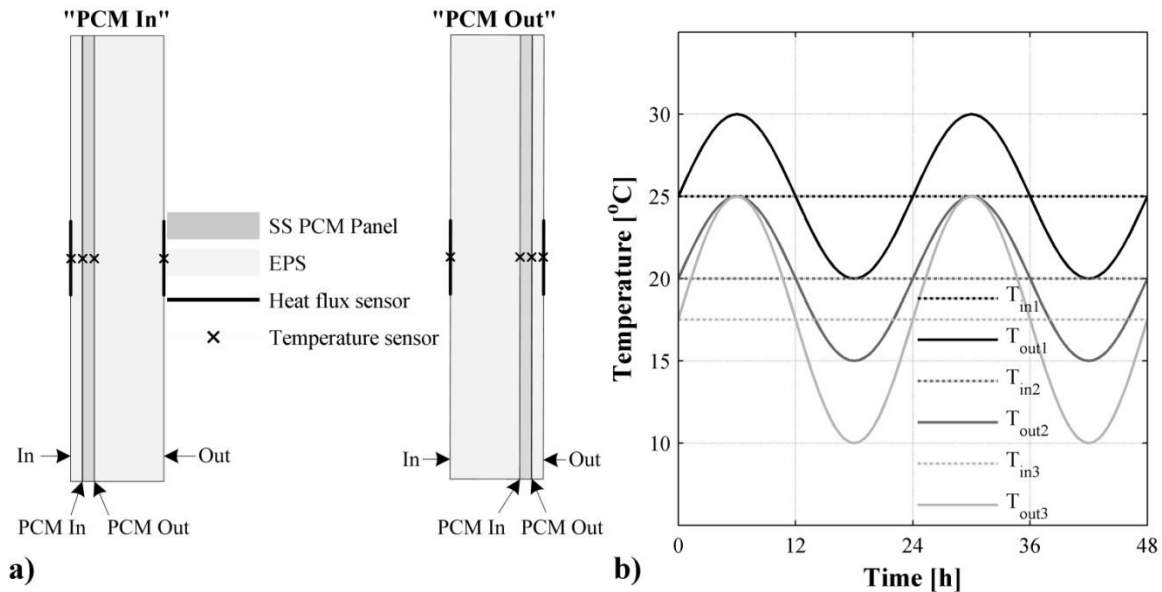 "PCM In"
"PCM Out"
SS PCM Panel
EPS
Heat flux sensor
Temperature sensor
In
Out
PCM In
PCM Out
In
Out
PCM In
PCM Out
a)
Temperature [°C]
30
25
20
15
10
T_in1
T_out1
T_in2
T_out2
T_in3
T_out3
0
12
24
36
48
Time [h]
b)